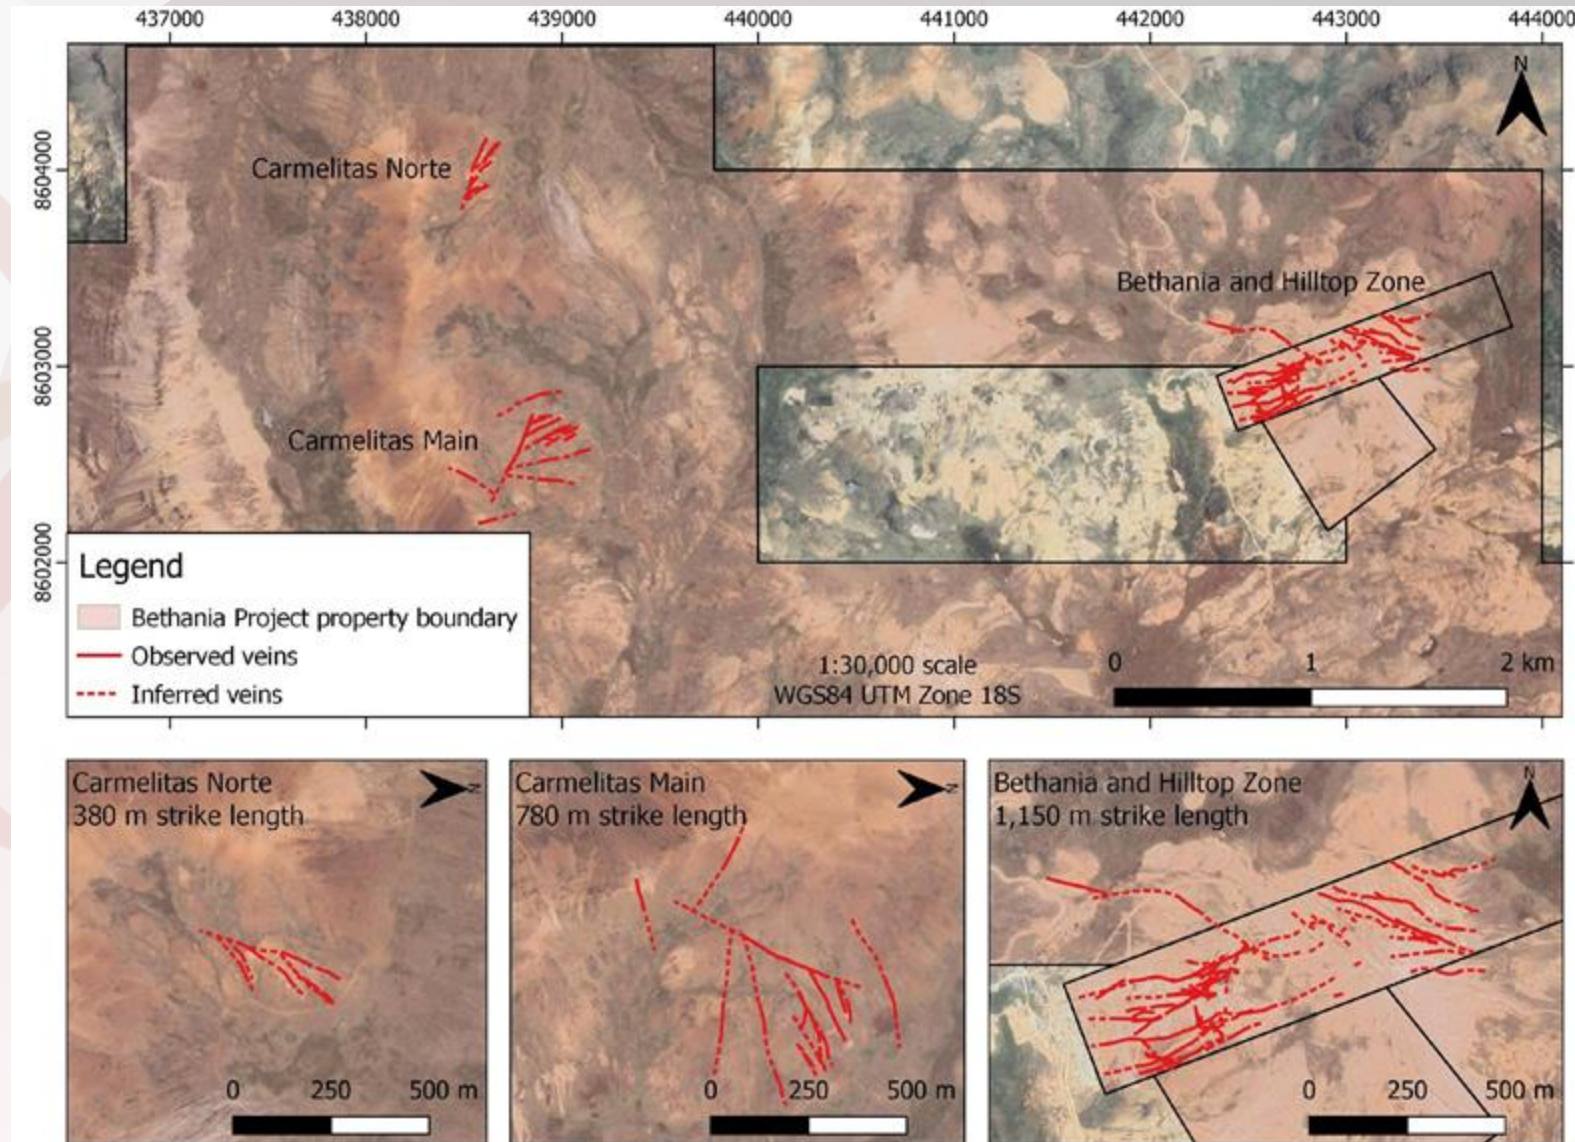 437000 438000 439000 440000 441000 442000 443000 444000
N
8604000
Carmelitas Norte
Bethania and Hilltop Zone
8603000
Carmelitas Main
8602000
Legend
Bethania Project property boundary
Observed veins
Inferred veins
1:30,000 scale
WGS84 UTM Zone 18S
0 1 2 km
Carmelitas Norte
380 m strike length
N
0 250 500 m
Carmelitas Main
780 m strike length
N
0 250 500 m
Bethania and Hilltop Zone
1,150 m strike length
N
0 250 500 m